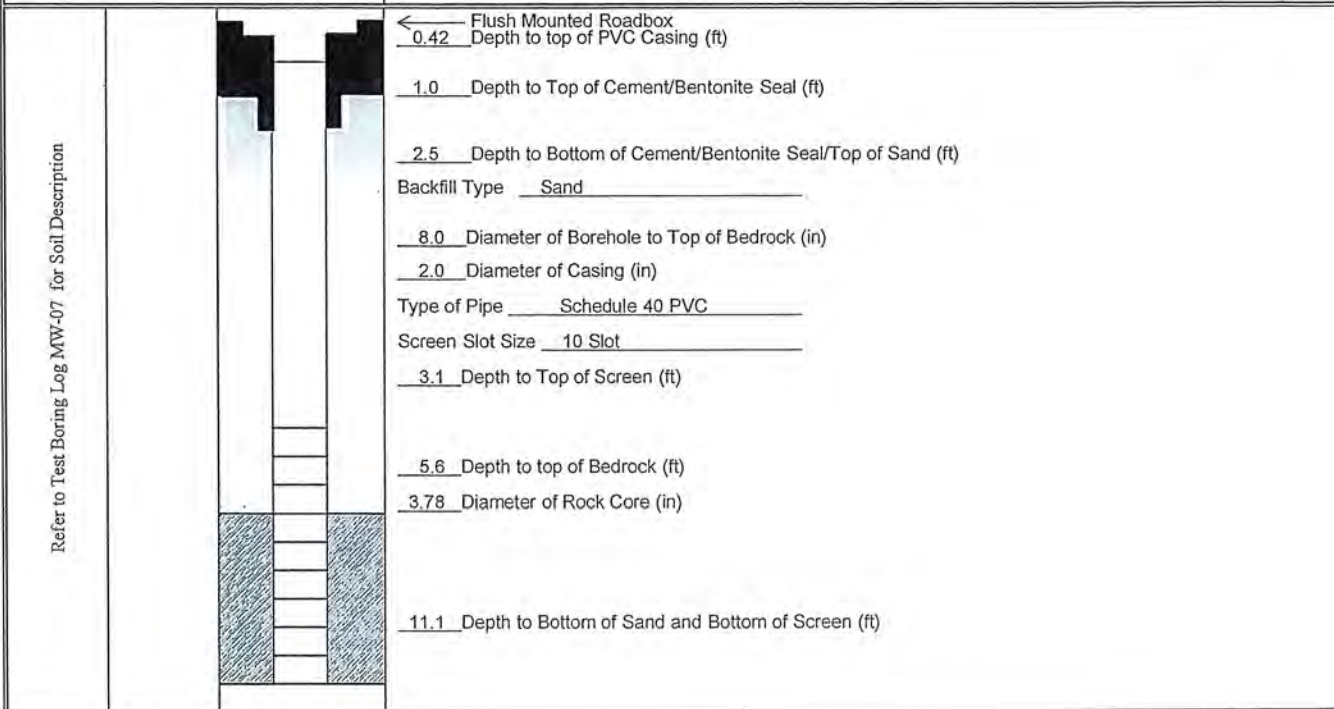 Refer to Test Boring Log MW-07 for Soil Description
Flush Mounted Roadbox
0.42 Depth to top of PVC Casing (ft)
1.0 Depth to Top of Cement/Bentonite Seal (ft)
2.5 Depth to Bottom of Cement/Bentonite Seal/Top of Sand (ft)
Backfill Type Sand
8.0 Diameter of Borehole to Top of Bedrock (in)
2.0 Diameter of Casing (in)
Type of Pipe Schedule 40 PVC
Screen Slot Size 10 Slot
3.1 Depth to Top of Screen (ft)
5.6 Depth to top of Bedrock (ft)
3.78 Diameter of Rock Core (in)
11.1 Depth to Bottom of Sand and Bottom of Screen (ft)